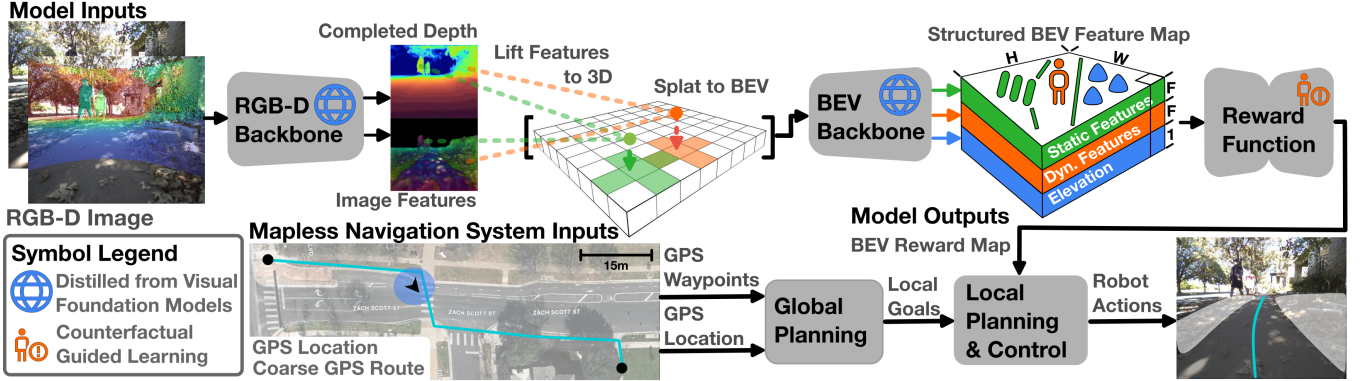 Model Inputs
RGB-D Image
RGB-D
Backbone
Completed Depth
Image Features
Lift Features
to 3D
Splat to BEV
BEV
Backbone
Structured BEV Feature Map
H
W
F
F
1
Static Features
Dyn. Features
Elevation
Reward
Function
Symbol Legend
Distilled from Visual
Foundation Models
Counterfactual
Guided Learning
Mapless Navigation System Inputs
15m
ZACH SCOTT ST
ZACH SCOTT ST
ZACH SCOTT ST
GPS Location
Coarse GPS Route
GPS
Waypoints
GPS
Location
Global
Planning
Local
Goals
Model Outputs
BEV Reward Map
Local
Planning
& Control
Robot
Actions